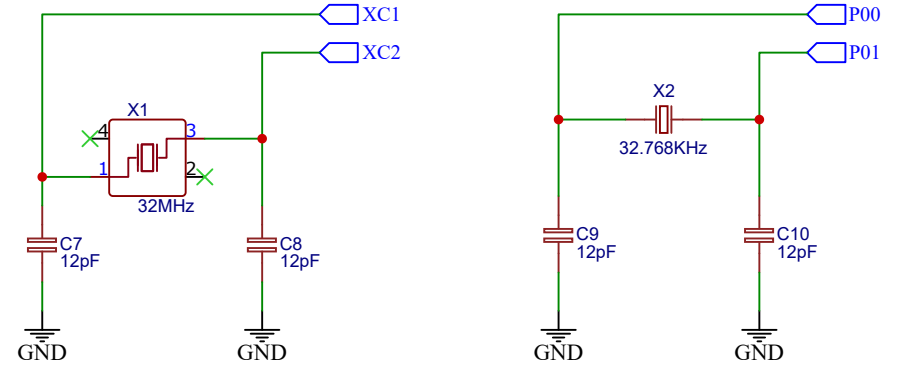 XC1
XC2
X1
4
3
1
2
32MHz
C7
12pF
C8
12pF
GND
GND
P00
P01
X2
32.768KHz
C9
12pF
C10
12pF
GND
GND